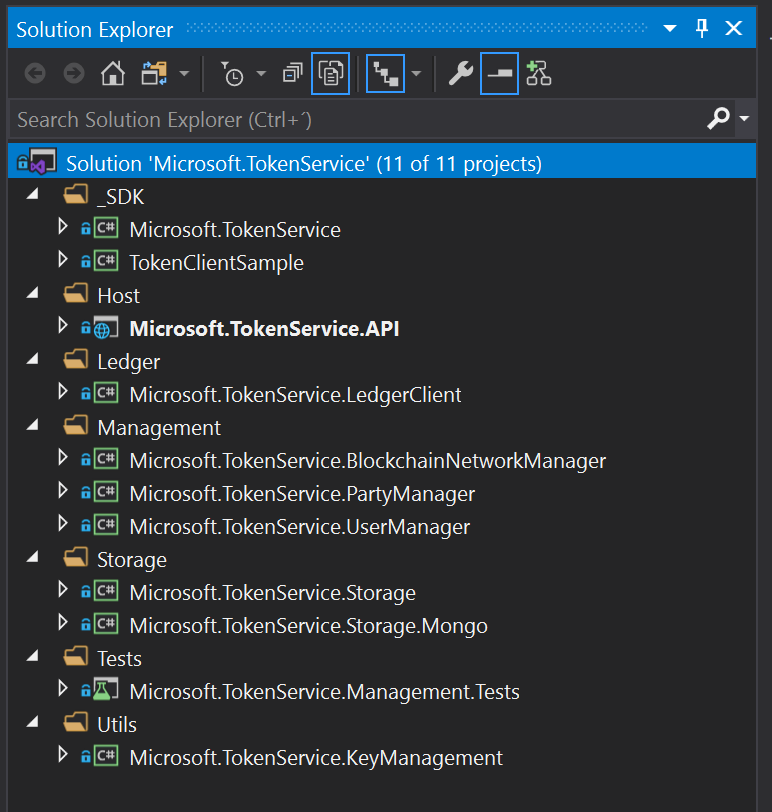 Solution Explorer
Search Solution Explorer (Ctrl+´)
Solution 'Microsoft.TokenService' (11 of 11 projects)
_SDK
C# Microsoft.TokenService
C# TokenClientSample
Host
Microsoft.TokenService.API
Ledger
C# Microsoft.TokenService.LedgerClient
Management
C# Microsoft.TokenService.BlockchainNetworkManager
C# Microsoft.TokenService.PartyManager
C# Microsoft.TokenService.UserManager
Storage
C# Microsoft.TokenService.Storage
C# Microsoft.TokenService.Storage.Mongo
Tests
Microsoft.TokenService.Management.Tests
Utils
C# Microsoft.TokenService.KeyManagement